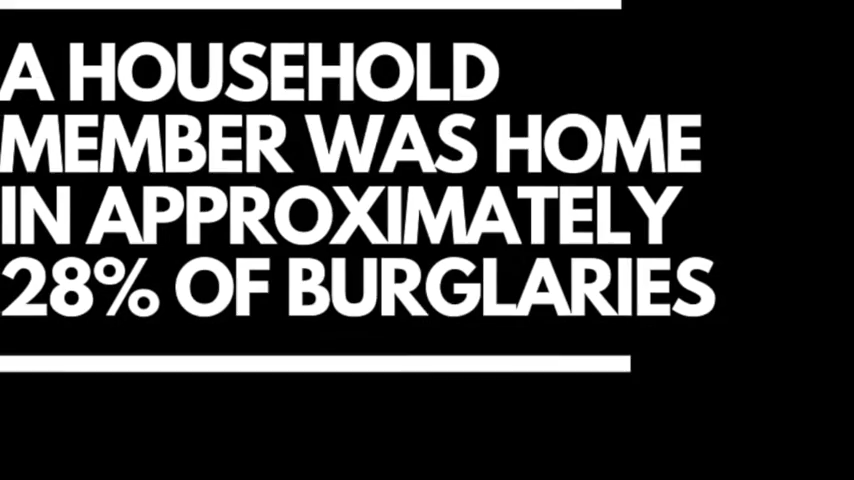 A HOUSEHOLD
MEMBER WAS HOME
IN APPROXIMATELY
28% OF BURGLARIES